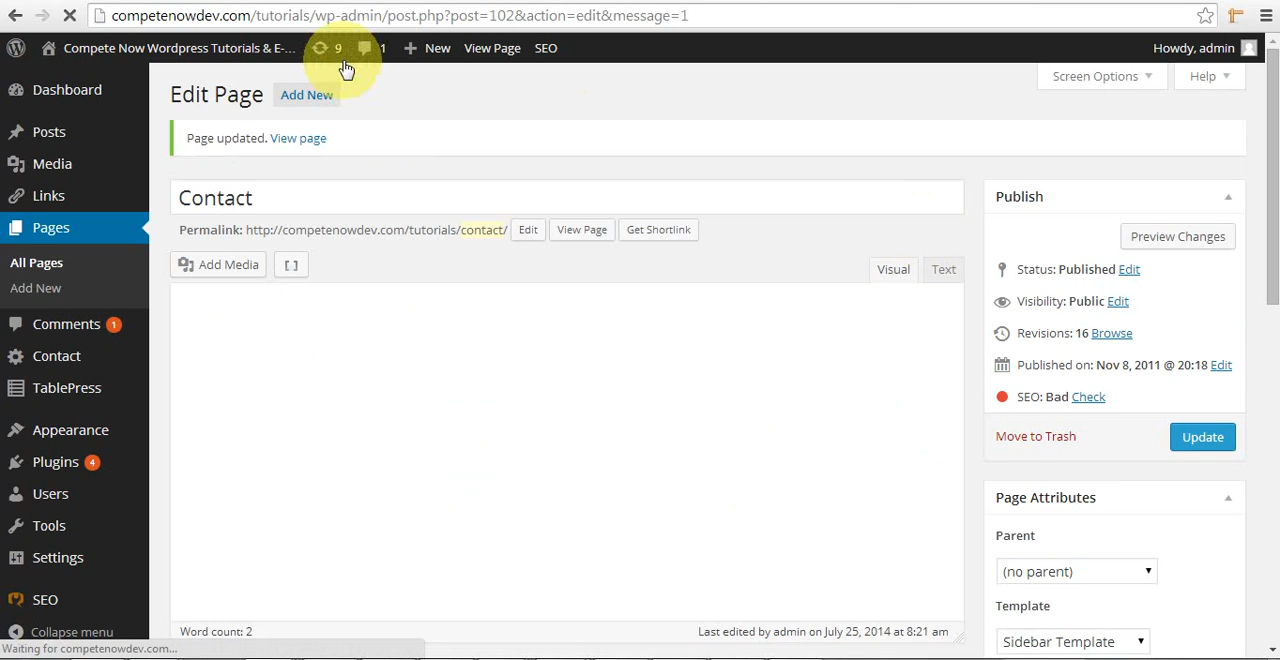 competenowdev.com/tutorials/wp-admin/post.php?post=102&action=edit&message=1
Compete Now Wordpress Tutorials & E-... 9 1 New View Page SEO Howdy, admin
Screen Options Help
Edit Page Add New
Page updated. View page
Dashboard
Posts
Media
Links
Pages
All Pages
Add New
Comments 1
Contact
TablePress
Appearance
Plugins 4
Users
Tools
Settings
SEO
Collapse menu
Contact
Permalink: http://competenowdev.com/tutorials/contact/ Edit View Page Get Shortlink
Add Media [ ] Visual Text
Word count: 2 Last edited by admin on July 25, 2014 at 8:21 am
Publish
Preview Changes
Status: Published Edit
Visibility: Public Edit
Revisions: 16 Browse
Published on: Nov 8, 2011 @ 20:18 Edit
SEO: Bad Check
Move to Trash Update
Page Attributes
Parent
(no parent)
Template
Sidebar Template
Waiting for competenowdev.com...